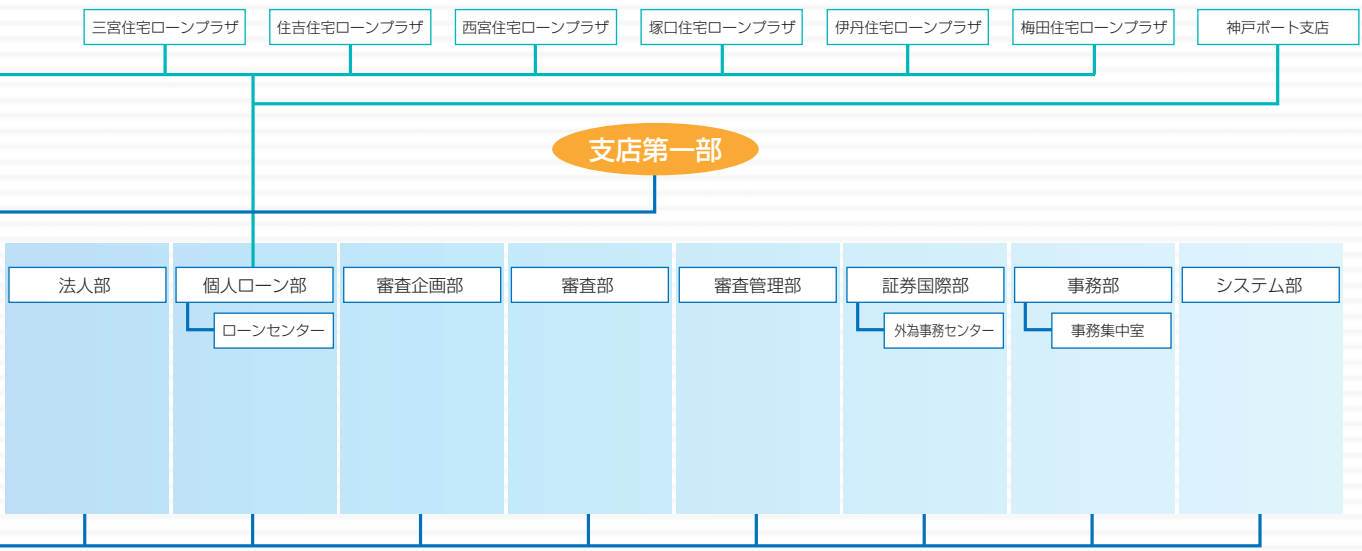 三宮住宅ローンプラザ
住吉住宅ローンプラザ
西宮住宅ローンプラザ
塚口住宅ローンプラザ
伊丹住宅ローンプラザ
梅田住宅ローンプラザ
神戸ポート支店
支店第一部
法人部
個人ローン部
審査企画部
審査部
審査管理部
証券国際部
事務部
システム部
ローンセンター
外為事務センター
事務集中室